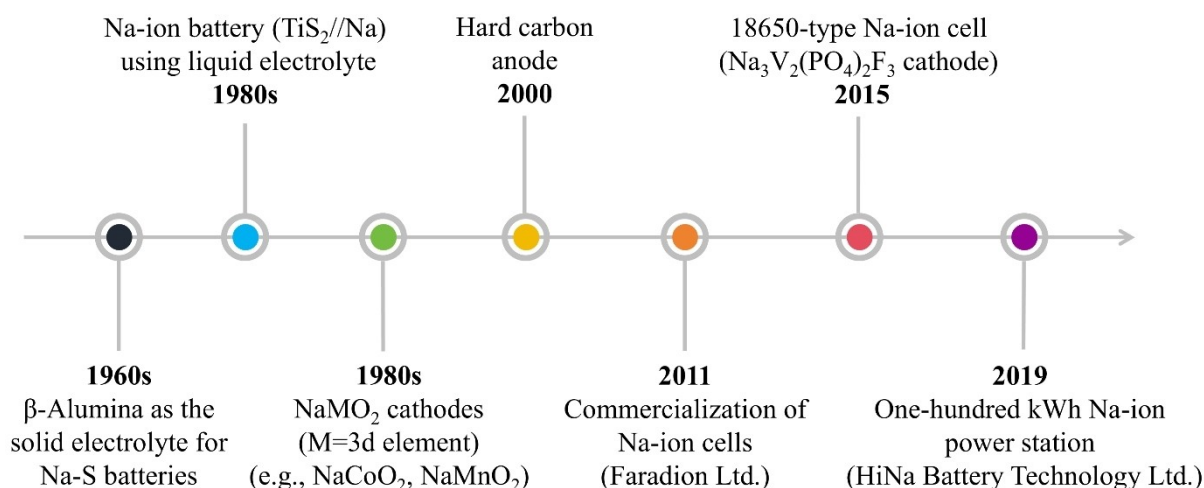 Na-ion battery (TiS₂//Na)
using liquid electrolyte
1980s
Hard carbon
anode
2000
18650-type Na-ion cell
(Na₃V₂(PO₄)₂F₃ cathode)
2015
1960s
β-Alumina as the
solid electrolyte for
Na-S batteries
1980s
NaMO₂ cathodes
(M=3d element)
(e.g., NaCoO₂, NaMnO₂)
2011
Commercialization of
Na-ion cells
(Faradion Ltd.)
2019
One-hundred kWh Na-ion
power station
(HiNa Battery Technology Ltd.)